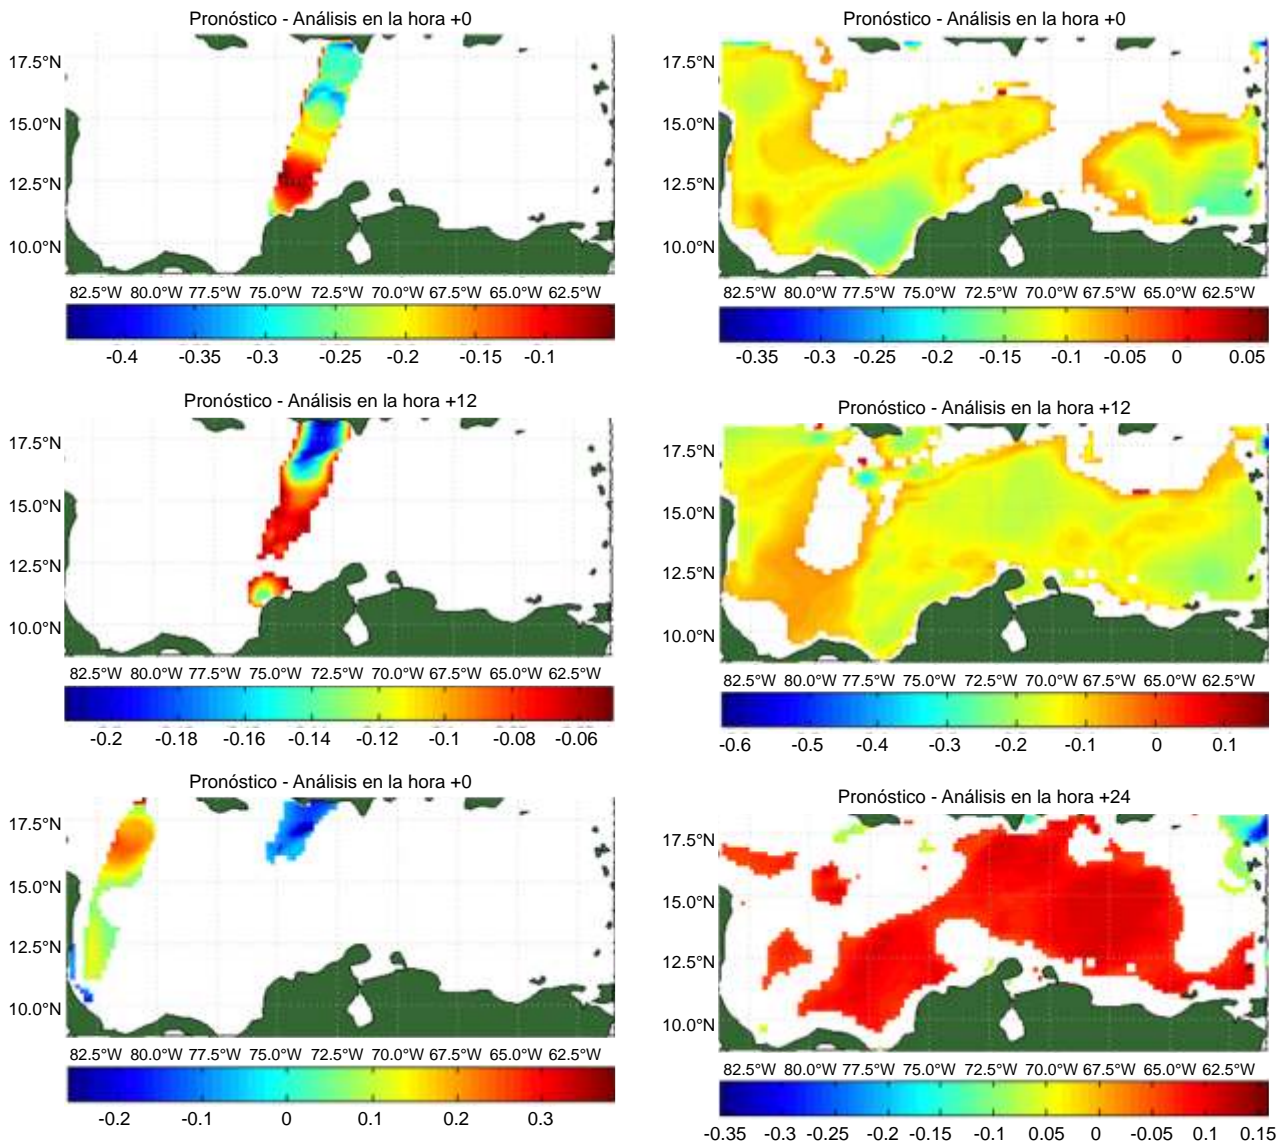 Pronóstico - Análisis en la hora +0
17.5°N
15.0°N
12.5°N
10.0°N
82.5°W 80.0°W 77.5°W 75.0°W 72.5°W 70.0°W 67.5°W 65.0°W 62.5°W
-0.4 -0.35 -0.3 -0.25 -0.2 -0.15 -0.1
Pronóstico - Análisis en la hora +0
17.5°N
15.0°N
12.5°N
10.0°N
82.5°W 80.0°W 77.5°W 75.0°W 72.5°W 70.0°W 67.5°W 65.0°W 62.5°W
-0.35 -0.3 -0.25 -0.2 -0.15 -0.1 -0.05 0 0.05
Pronóstico - Análisis en la hora +12
17.5°N
15.0°N
12.5°N
10.0°N
82.5°W 80.0°W 77.5°W 75.0°W 72.5°W 70.0°W 67.5°W 65.0°W 62.5°W
-0.2 -0.18 -0.16 -0.14 -0.12 -0.1 -0.08 -0.06
Pronóstico - Análisis en la hora +12
17.5°N
15.0°N
12.5°N
10.0°N
82.5°W 80.0°W 77.5°W 75.0°W 72.5°W 70.0°W 67.5°W 65.0°W 62.5°W
-0.6 -0.5 -0.4 -0.3 -0.2 -0.1 0 0.1
Pronóstico - Análisis en la hora +0
17.5°N
15.0°N
12.5°N
10.0°N
82.5°W 80.0°W 77.5°W 75.0°W 72.5°W 70.0°W 67.5°W 65.0°W 62.5°W
-0.2 -0.1 0 0.1 0.2 0.3
Pronóstico - Análisis en la hora +24
17.5°N
15.0°N
12.5°N
10.0°N
82.5°W 80.0°W 77.5°W 75.0°W 72.5°W 70.0°W 67.5°W 65.0°W 62.5°W
-0.35 -0.3 -0.25 -0.2 -0.15 -0.1 0.05 0 0.05 0.1 0.15